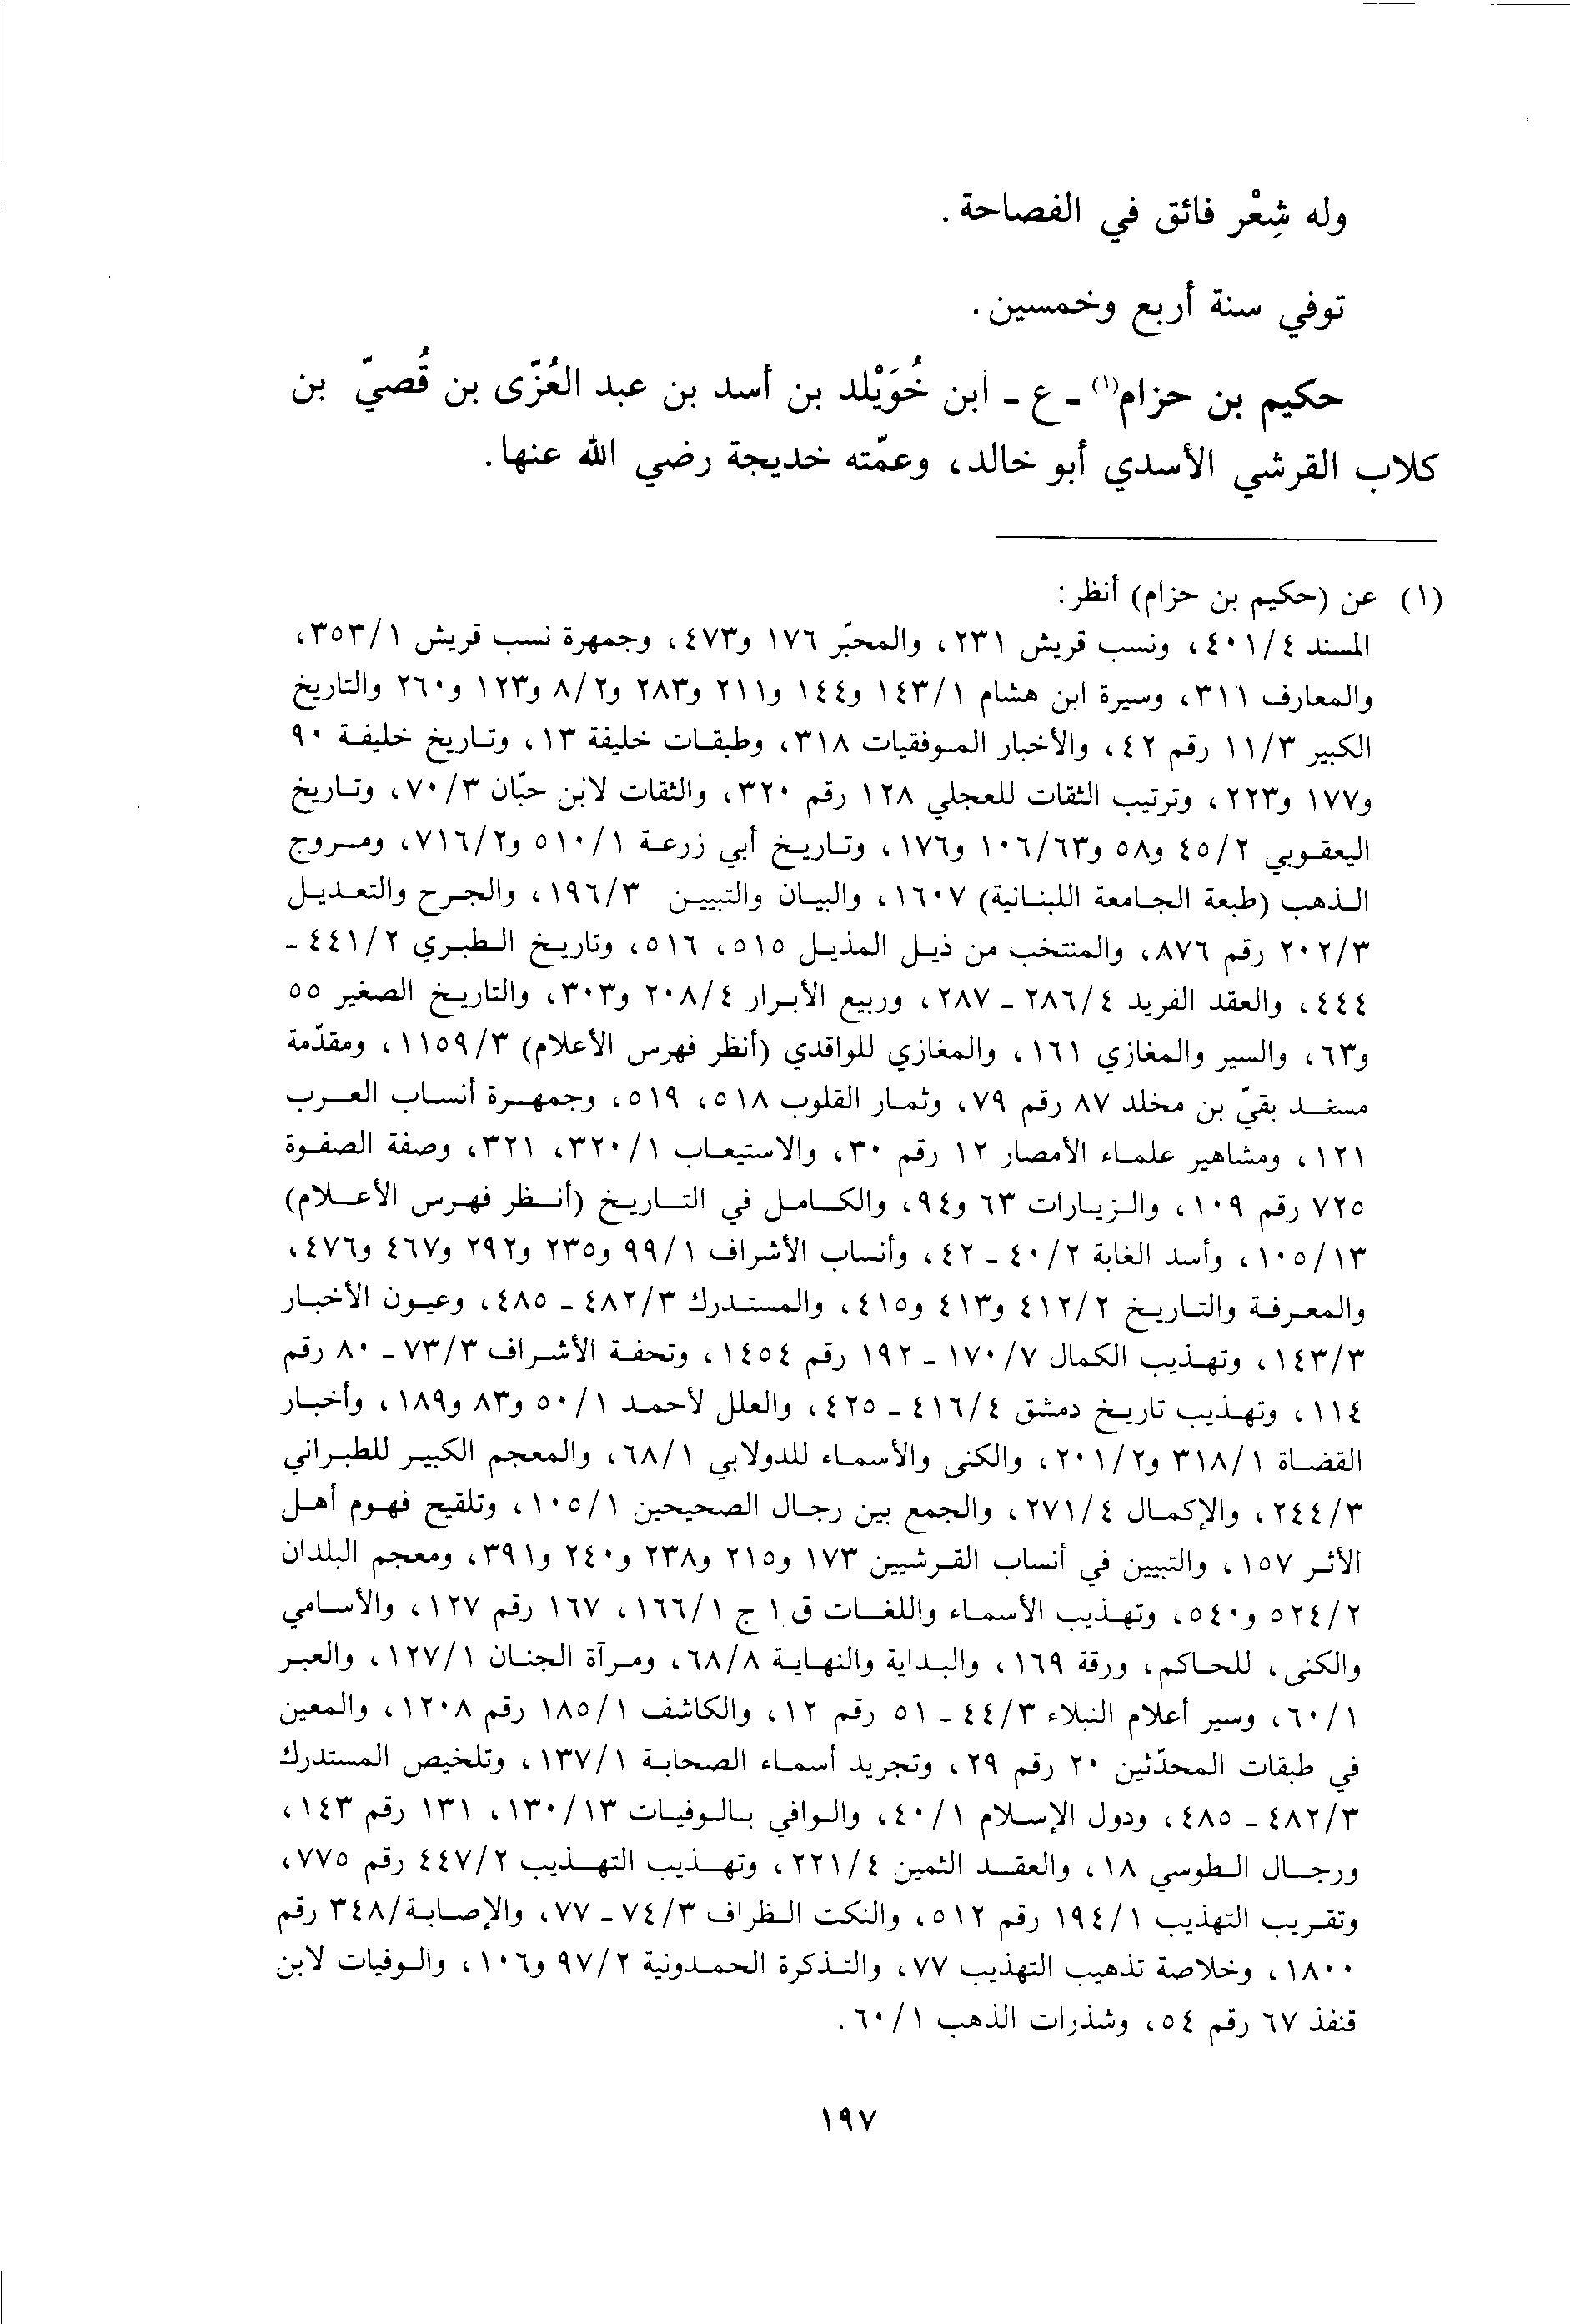 وله شِعْر فائق في الفصاحة.
توفي سنة أربع وخمسين.
حكيم بن حزام(١) ـ ع ـ ابن خُوَيْلد بن أسد بن عبد العُزّى بن قُصيّ بن
كلاب القرشي الأسدي أبو خالد، وعمّته خديجة رضي الله عنها.
(١) عن (حكيم بن حزام) أنظر:
المسند ٤٠١/٤، ونسب قريش ٢٣١، والمحبّر ١٧٦ و٤٧٣، وجمهرة نسب قريش ٣٥٣/١،
والمعارف ٣١١، وسيرة ابن هشام ١٤٣/١ و١٤٤ و٢١١ و٢٨٣ و٨/٢ و١٢٣ و٢٦٠ والتاريخ
الكبير ١١/٣ رقم ٤٢، والأخبار الموفقيات ٣١٨، وطبقات خليفة ١٣، وتاريخ خليفة ٩٠
و١٧٧ و٢٢٣، وترتيب الثقات للعجلي ١٢٨ رقم ٣٢٠، والثقات لابن حبّان ٧٠/٣، وتاريخ
اليعقوبي ٤٥/٢ و٥٨ و١٠٦/٦٣ و١٧٦، وتاريخ أبي زرعة ٥١٠/١ و٧١٦/٢، ومروج
الذهب (طبعة الجامعة اللبنانية) ١٦٠٧، والبيان والتبيين ١٩٦/٣، والجرح والتعديل
٢٠٢/٣ رقم ٨٧٦، والمنتخب من ذيل المذيل ٥١٥، ٥١٦، وتاريخ الطبري ٤٤١/٢ ـ
٤٤٤، والعقد الفريد ٢٨٦/٤ ـ ٢٨٧، وربيع الأبرار ٢٠٨/٤ و٣٠٣، والتاريخ الصغير ٥٥
و٦٣، والسير والمغازي ١٦١، والمغازي للواقدي (أنظر فهرس الأعلام) ١١٥٩/٣، ومقدّمة
مسند بقيّ بن مخلد ٨٧ رقم ٧٩، وثمار القلوب ٥١٨، ٥١٩، وجمهرة أنساب العرب
١٢١، ومشاهير علماء الأمصار ١٢ رقم ٣٠، والاستيعاب ٣٢٠/١، ٣٢١، وصفة الصفوة
٧٢٥ رقم ١٠٩، والزيارات ٦٣ و٩٤، والكامل في التاريخ (أنظر فهرس الأعلام)
١٠٥/١٣، وأسد الغابة ٤٠/٢ ـ ٤٢، وأنساب الأشراف ٩٩/١ و٢٣٥ و٢٩٢ و٤٦٧ و٤٧٦،
والمعرفة والتاريخ ٤١٢/٢ و٤١٣ و٤١٥، والمستدرك ٤٨٢/٣ ـ ٤٨٥، وعيون الأخبار
١٤٣/٣، وتهذيب الكمال ١٧٠/٧ ـ ١٩٢ رقم ١٤٥٤، وتحفة الأشراف ٧٣/٣ ـ ٨٠ رقم
١١٤، وتهذيب تاريخ دمشق ٤١٦/٤ ـ ٤٢٥، والعلل لأحمد ٥٠/١ و٨٣ و١٨٩، وأخبار
القضاة ٣١٨/١ و٢٠١/٢، والكنى والأسماء للدولابي ٦٨/١، والمعجم الكبير للطبراني
٢٤٤/٣، والإكمال ٢٧١/٤، والجمع بين رجال الصحيحين ١٠٥/١، وتلقيح فهوم أهل
الأثر ١٥٧، والتبيين في أنساب القرشيين ١٧٣ و٢١٥ و٢٣٨ و٢٤٠ و٣٩١، ومعجم البلدان
٥٢٤/٢ و٥٤٠، وتهذيب الأسماء واللغات ق ١ ج ١٦٦/١، ١٦٧ رقم ١٢٧، والأسامي
والكنى، للحاكم، ورقة ١٦٩، والبداية والنهاية ٦٨/٨، ومرآة الجنان ١٢٧/١، والعبر
٦٠/١، وسير أعلام النبلاء ٤٤/٣ ـ ٥١ رقم ١٢، والكاشف ١٨٥/١ رقم ١٢٠٨، والمعين
في طبقات المحدّثين ٢٠ رقم ٢٩، وتجريد أسماء الصحابة ١٣٧/١، وتلخيص المستدرك
٤٨٢/٣ ـ ٤٨٥، ودول الإسلام ٤٠/١، والوافي بالوفيات ١٣٠/١٣، ١٣١ رقم ١٤٣،
ورجال الطوسي ١٨، والعقد الثمين ٢٢١/٤، وتهذيب التهذيب ٤٤٧/٢ رقم ٧٧٥،
وتقريب التهذيب ١٩٤/١ رقم ٥١٢، والنكت الظراف ٧٤/٣ ـ ٧٧، والإصابة/٣٤٨ رقم
١٨٠٠، وخلاصة تذهيب التهذيب ٧٧، والتذكرة الحمدونية ٩٧/٢ و١٠٦، والوفيات لابن
قنفذ ٦٧ رقم ٥٤، وشذرات الذهب ٦٠/١.
١٩٧